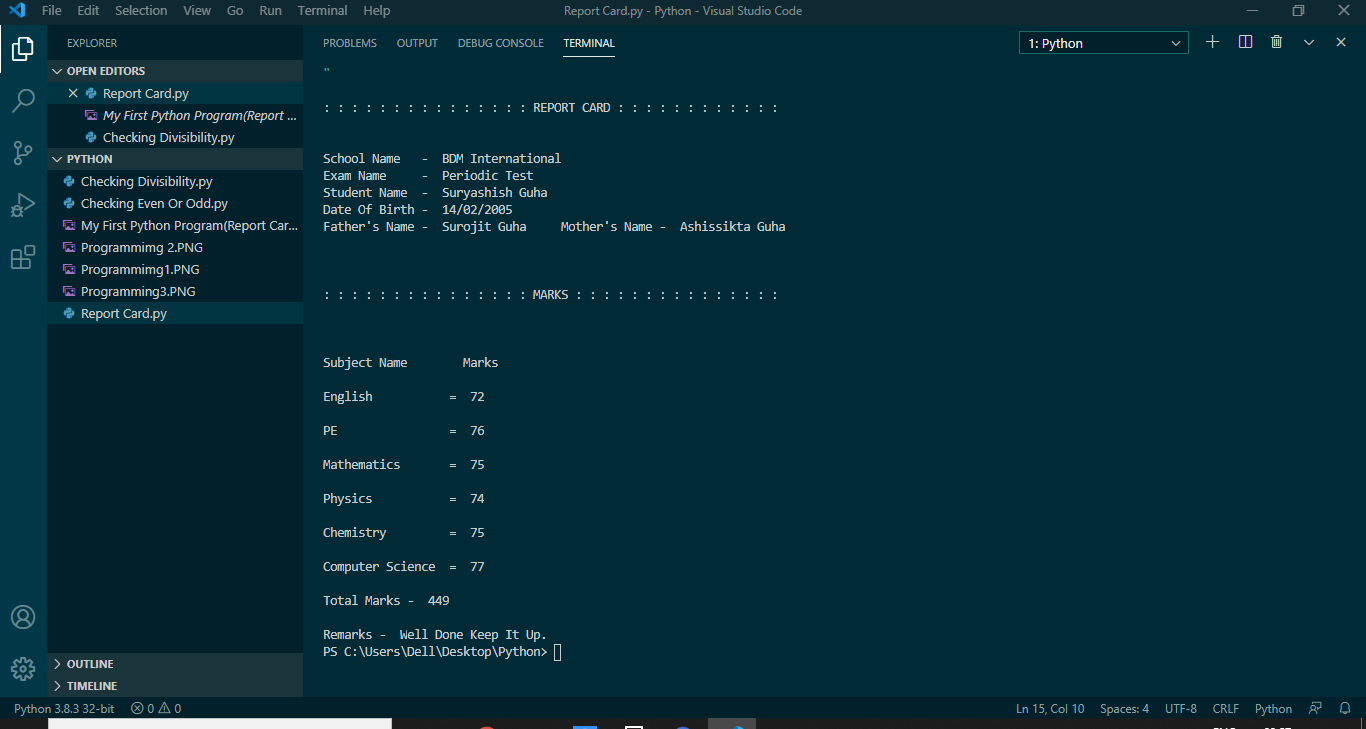 File Edit Selection View Go Run Terminal Help Report Card.py - Python - Visual Studio Code
EXPLORER
OPEN EDITORS
Report Card.py
My First Python Program(Report ...
Checking Divisibility.py
PYTHON
Checking Divisibility.py
Checking Even Or Odd.py
My First Python Program(Report Car...
Programmimg 2.PNG
Programmimg1.PNG
Programming3.PNG
Report Card.py
OUTLINE
TIMELINE
PROBLEMS OUTPUT DEBUG CONSOLE TERMINAL 1: Python
"
: : : : : : : : : : : : : : : REPORT CARD : : : : : : : : : : : :
School Name - BDM International
Exam Name - Periodic Test
Student Name - Suryashish Guha
Date Of Birth - 14/02/2005
Father's Name - Surojit Guha Mother's Name - Ashissikta Guha
: : : : : : : : : : : : : : : MARKS : : : : : : : : : : : : : : :
Subject Name Marks
English = 72
PE = 76
Mathematics = 75
Physics = 74
Chemistry = 75
Computer Science = 77
Total Marks - 449
Remarks - Well Done Keep It Up.
PS C:\Users\Dell\Desktop\Python>
Python 3.8.3 32-bit 0 0 Ln 15, Col 10 Spaces: 4 UTF-8 CRLF Python